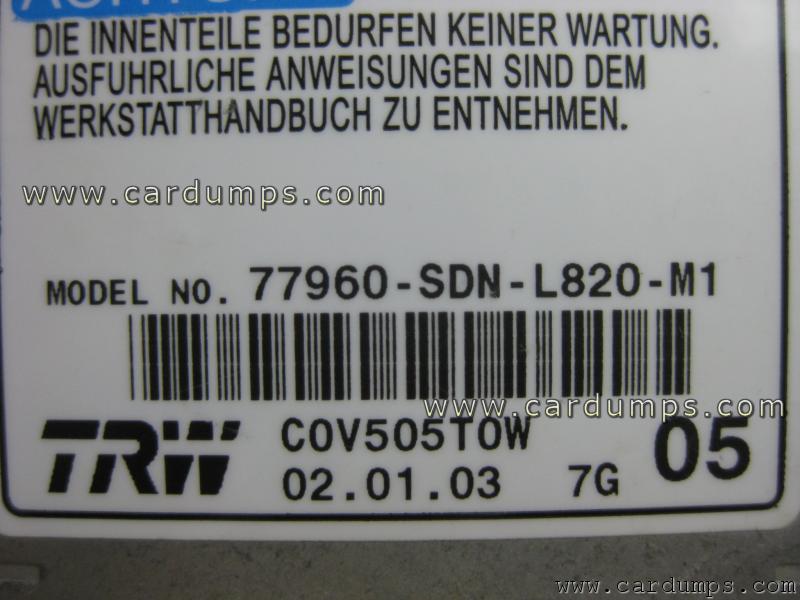 DIE INNENTEILE BEDURFEN KEINER WARTUNG.
AUSFUHRLICHE ANWEISUNGEN SIND DEM
WERKSTATTHANDBUCH ZU ENTNEHMEN.
www.cardumps.com
MODEL NO. 77960-SDN-L820-M1
www.cardumps.com
TRW C0V505T0W 05
02.01.03 7G
www.cardumps.com